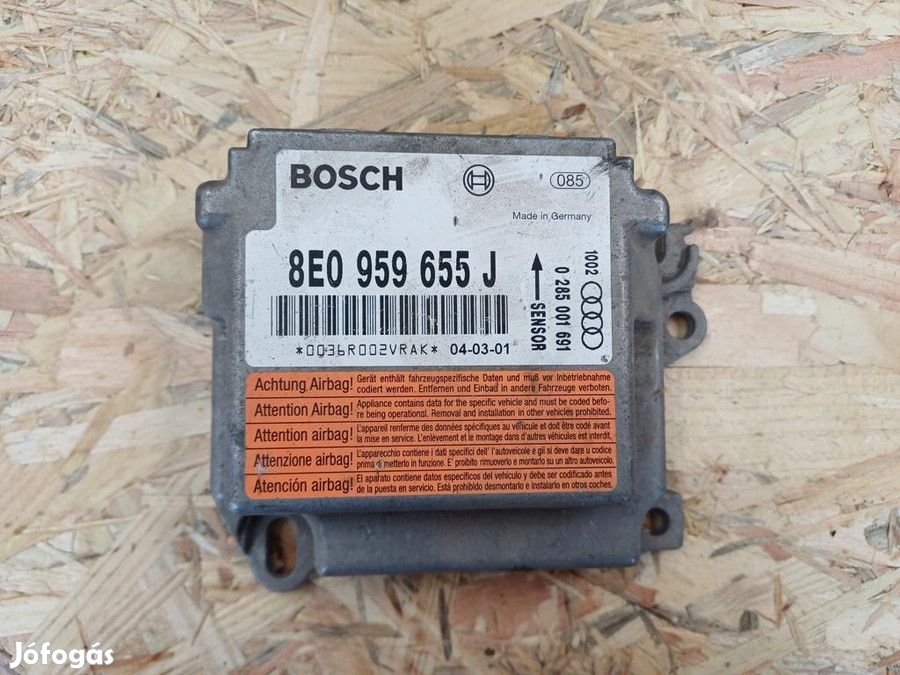 BOSCH
085
Made in Germany
8E0 959 655 J
*0036R002VRAK* 04-03-01
SENSOR
0 285 001 691
1002
Achtung Airbag! Gerät enthält fahrzeugspezifische Daten und muß vor Inbetriebnahme
codiert werden. Entfernen und Einbau in andere Fahrzeuge verboten.
Attention Airbag! Appliance contains data for the specific vehicle and must be coded befo-
re being operational. Removal and installation in other vehicles prohibited.
Attention airbag! L'appareil renferme des données spécifiques au véhicule et doit être codé avant
la mise en service. L'enlèvement et le montage dans d'autres véhicules est interdit.
Attenzione airbag! L'apparecchio contiene i dati specifici dell' l'autoveicolo e gli si deve dare u codice
prima di metterlo in funzione. E' proibito rimuoverlo e montarlo su un altro autoveicolo.
Atención airbag! El aparato contiene datos específicos del vehículo y debe ser codificado antes
de la puesta en servicio. Está prohibido desmontarlo e instalarlo en otros coches.
Jófogás